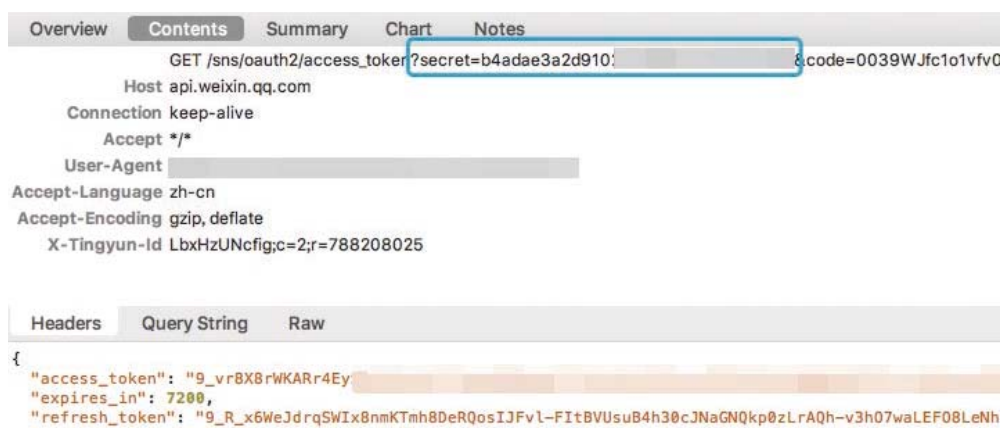 Overview Contents Summary Chart Notes
GET /sns/oauth2/access_token?secret=b4adae3a2d910 &code=0039WJfc1o1vfv0
Host api.weixin.qq.com
Connection keep-alive
Accept */*
User-Agent
Accept-Language zh-cn
Accept-Encoding gzip, deflate
X-Tingyun-Id LbxHzUNcfig;c=2;r=788208025
Headers Query String Raw
{
"access_token": "9_vr8X8rWKARr4Ey
"expires_in": 7200,
"refresh_token": "9_R_x6WeJdrqSWIx8nmKTmh8DeRQosIJFvl-FItBVUsuB4h30cJNaGNQkp0zLrAQh-v3hO7waLEFO8LeNh